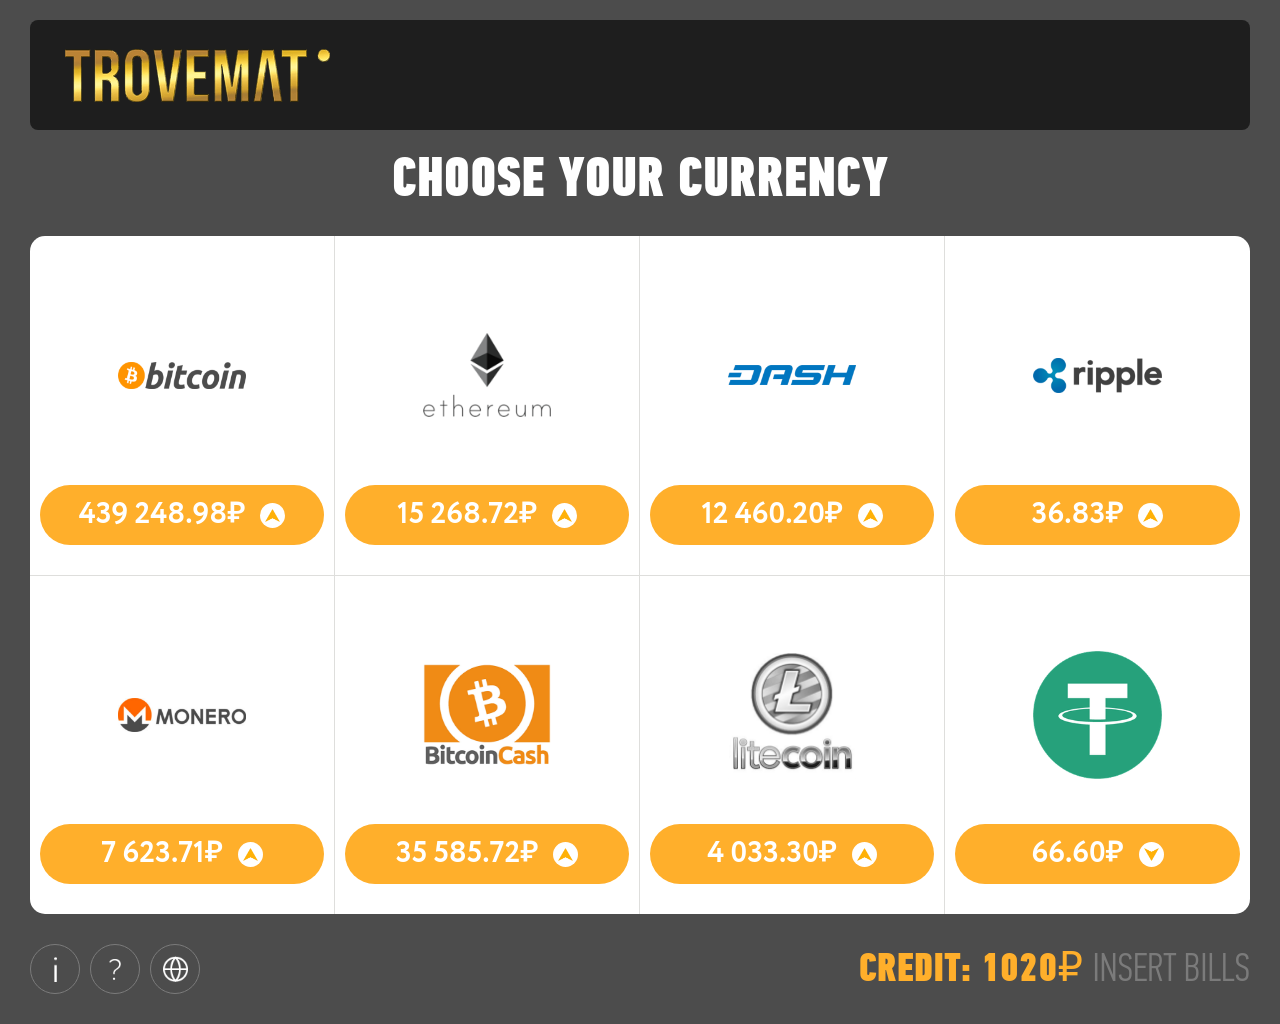 TROVEMAT
CHOOSE YOUR CURRENCY
bitcoin
ethereum
DASH
ripple
439 248.98₽
15 268.72₽
12 460.20₽
36.83₽
MONERO
BitcoinCash
litecoin
7 623.71₽
35 585.72₽
4 033.30₽
66.60₽
i
?
CREDIT: 1020₽ INSERT BILLS